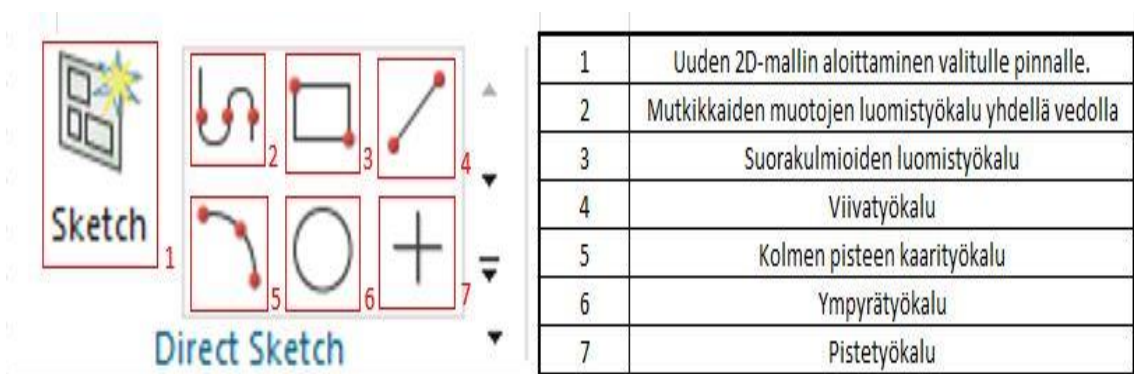 Sketch
1
2
3
4
5
6
7
Direct Sketch
1 Uuden 2D-mallin aloittaminen valitulle pinnalle.
2 Mutkikkaiden muotojen luomistyökalu yhdellä vedolla
3 Suorakulmioiden luomistyökalu
4 Viivatyökalu
5 Kolmen pisteen kaarityökalu
6 Ympyrätyökalu
7 Pistetyökalu